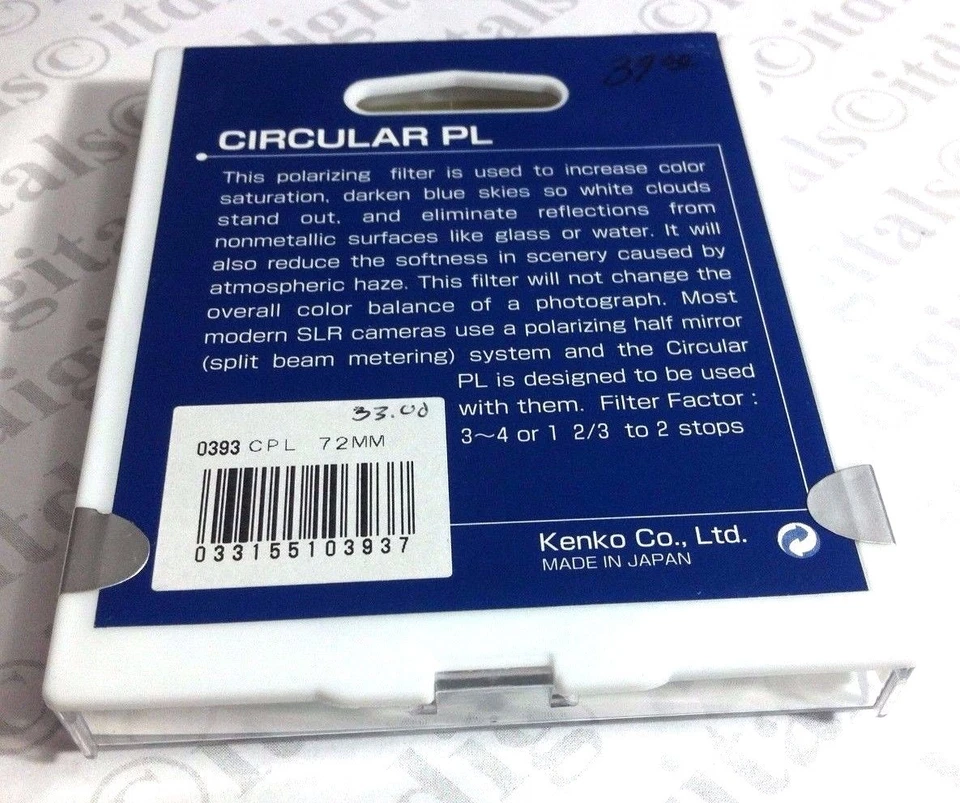 CIRCULAR PL
This polarizing filter is used to increase color
saturation, darken blue skies so white clouds
stand out, and eliminate reflections from
nonmetallic surfaces like glass or water. It will
also reduce the softness in scenery caused by
atmospheric haze. This filter will not change the
overall color balance of a photograph. Most
modern SLR cameras use a polarizing half mirror
(split beam metering) system and the Circular
PL is designed to be used
with them. Filter Factor :
3~4 or 1 2/3 to 2 stops
33.00
0393 CPL 72MM
033155103937
Kenko Co., Ltd.
MADE IN JAPAN